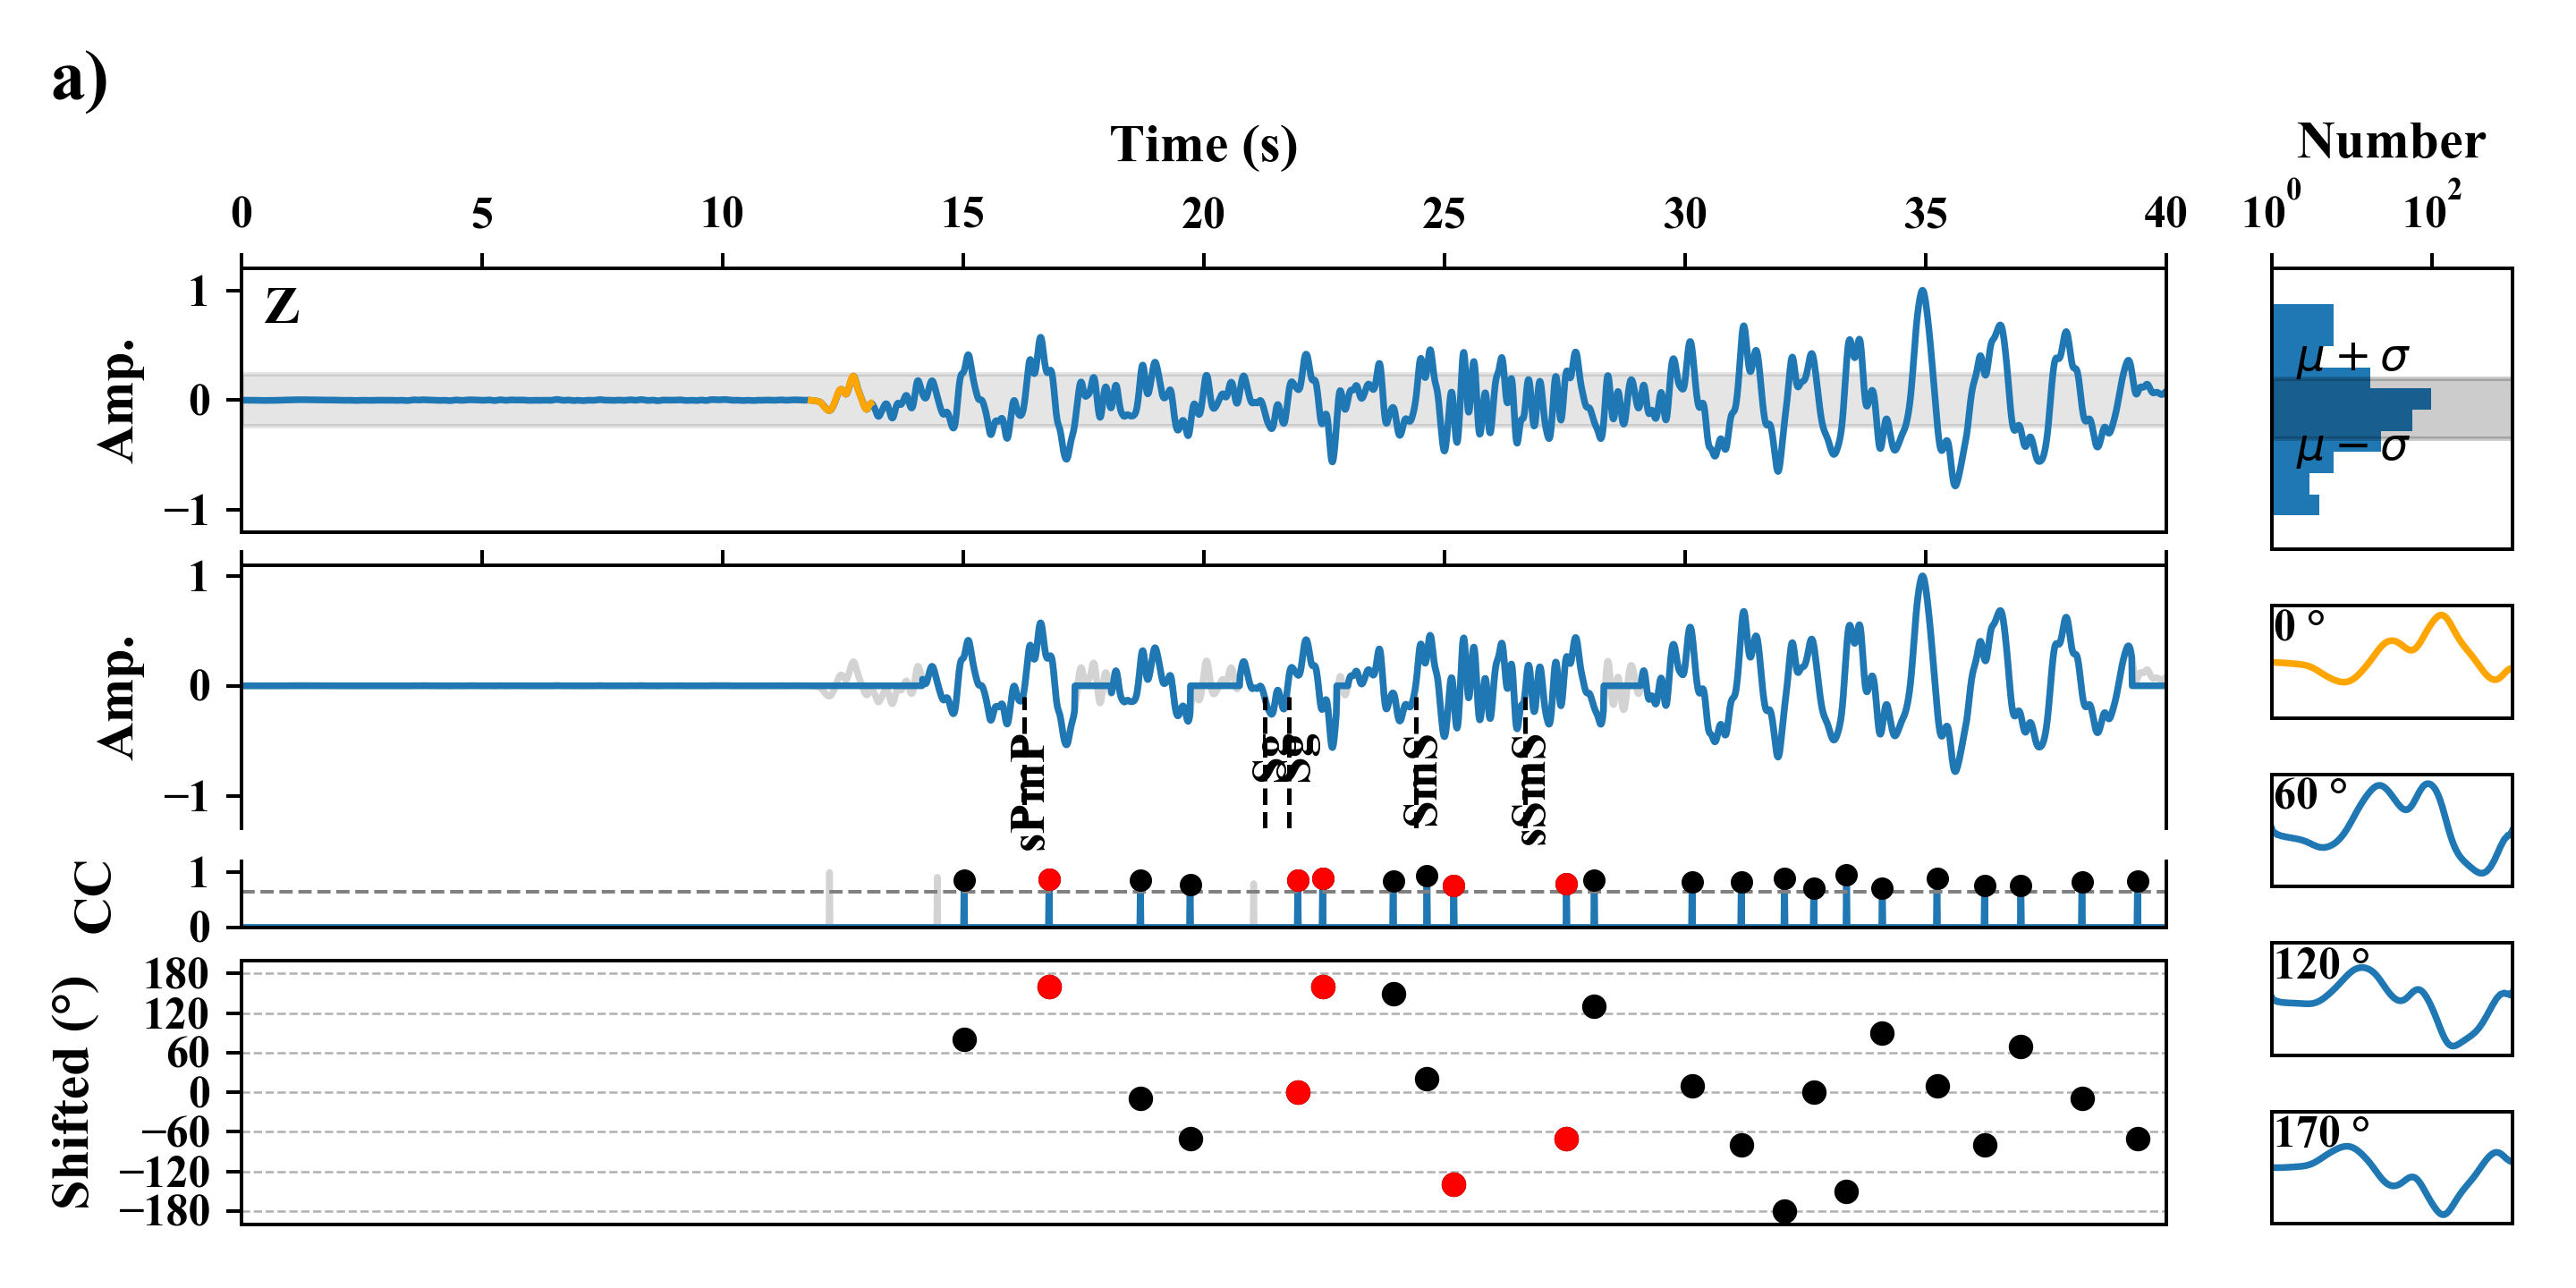 a)
Time (s)
Number
0 5 10 15 20 25 30 35 40
10^0 10^2
Amp.
1
0
−1
Z
μ + σ
μ − σ
Amp.
1
0
−1
sPmP
Sg
Sg
SmS
sSmS
0 °
60 °
CC
1
0
120 °
Shifted (°)
180
120
60
0
−60
−120
−180
170 °